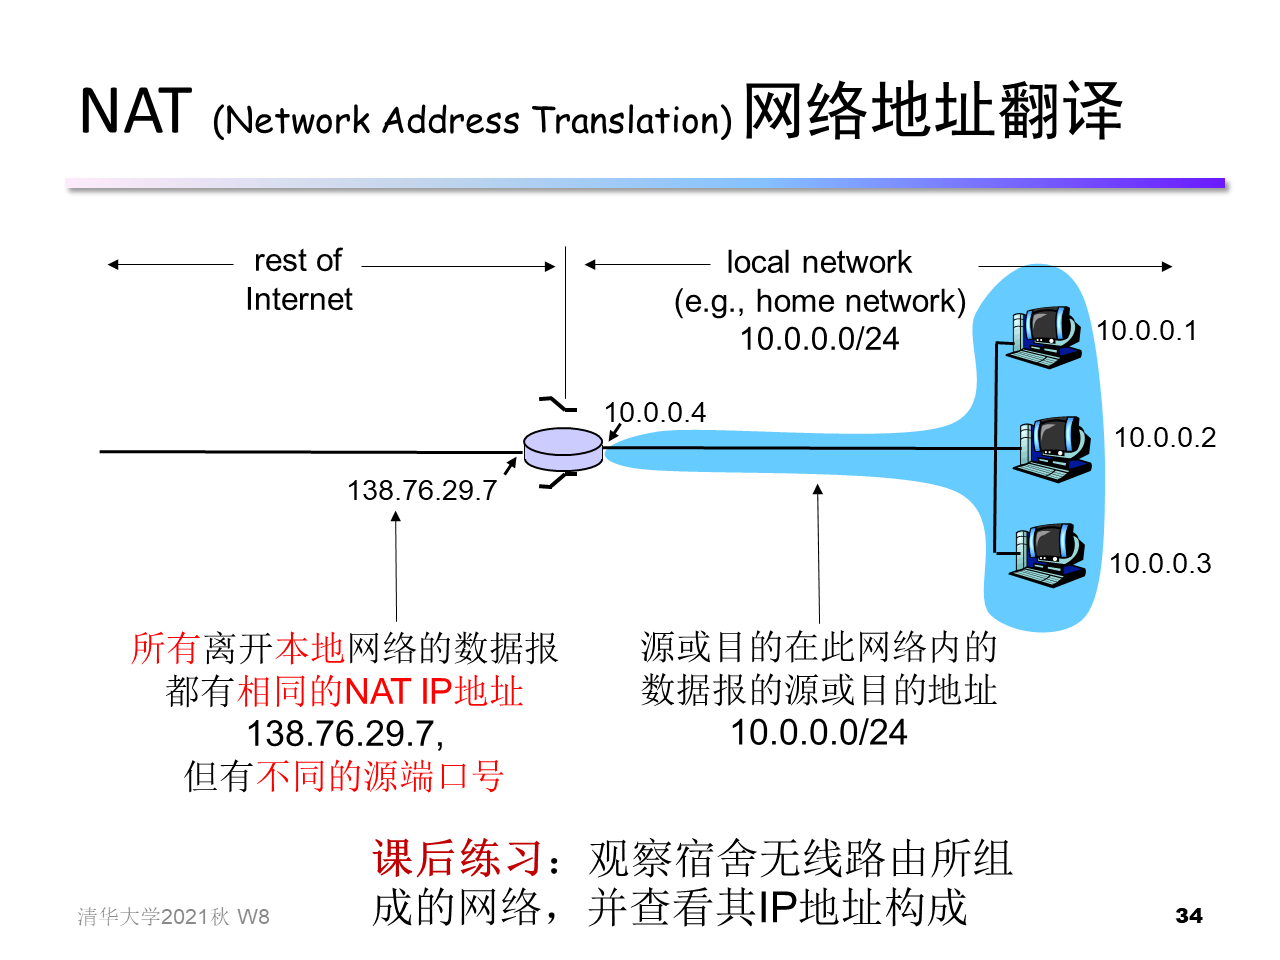 NAT (Network Address Translation) 网络地址翻译
rest of
Internet
local network
(e.g., home network)
10.0.0.0/24
10.0.0.1
10.0.0.4
10.0.0.2
138.76.29.7
10.0.0.3
所有离开本地网络的数据报
都有相同的NAT IP地址
138.76.29.7,
但有不同的源端口号
源或目的在此网络内的
数据报的源或目的地址
10.0.0.0/24
课后练习：观察宿舍无线路由所组
成的网络，并查看其IP地址构成
清华大学2021秋 W8
34